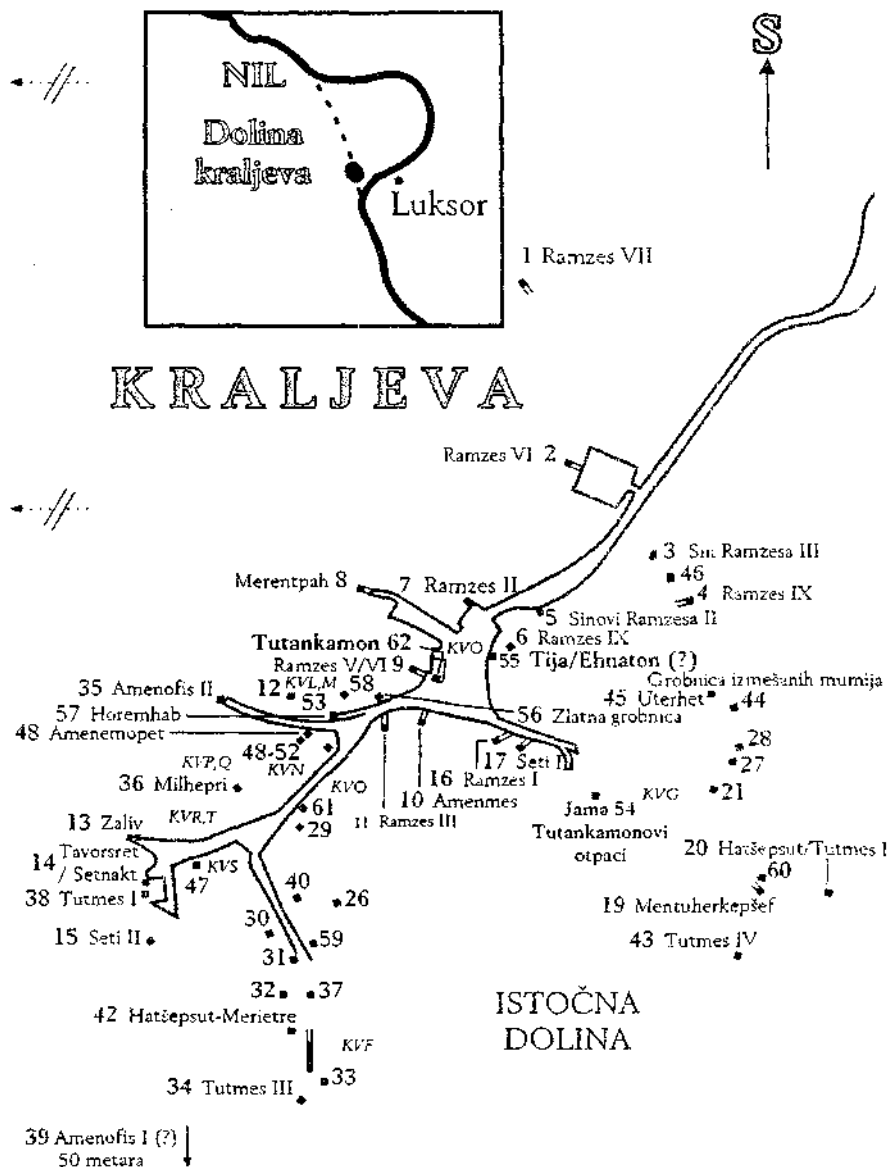 S
NIL
Dolina
kraljeva
Luksor
1 Ramzes VII
KRALJEVA
Ramzes VI 2
3 Sin Ramzesa III
46
4 Ramzes IX
Merentpah 8
7 Ramzes II
5 Sinovi Ramzesa II
6 Ramzes IX
Tutankamon 62
KVO
Ramzes V/VI 9
55 Tija/Ehnaton (?)
Grobnica izmešanih mumija
35 Amenofis II
12 KVL,M
53
58
45 Userhet
44
57 Horemhab
56 Zlatna grobnica
48 Amenemopet
48-52
KVP,Q
KVN
17 Seti II
28
27
36 Milhepri
KVO
16 Ramzes I
10 Amenmes
11 Ramzes III
Jama 54
KVG
21
Tutankamonovi
otpaci
13 Zaliv
KVR,T
61
29
14 Tavorsret
/ Setnakt
KVS
47
20 Hatšepsut/Tutmes I
60
38 Tutmes I
40
26
19 Mentuherkepšef
15 Seti II
30
59
43 Tutmes IV
31
32
37
ISTOČNA
DOLINA
42 Hatšepsut-Merietre
KVF
33
34 Tutmes III
39 Amenofis I (?)
50 metara